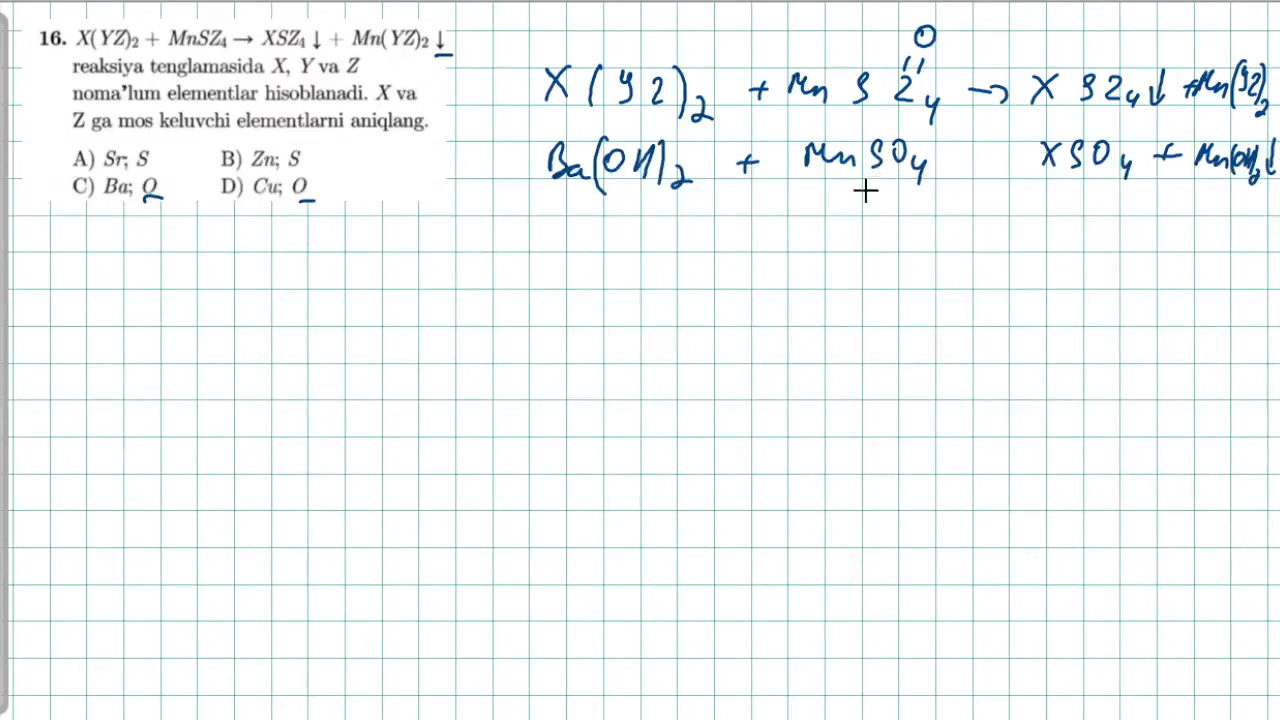 16. X(YZ)₂ + MnSZ₄ → XSZ₄ ↓ + Mn(YZ)₂ ↓
reaksiya tenglamasida X, Y va Z
noma'lum elementlar hisoblanadi. X va
Z ga mos keluvchi elementlarni aniqlang.
A) Sr; S B) Zn; S
C) Ba; O D) Cu; O
O
X(YZ)₂ + MnSZ₄ → XSZ₄↓ + Mn(YZ)₂
Ba(OH)₂ + MnSO₄ XSO₄ + Mn(OH)₂↓